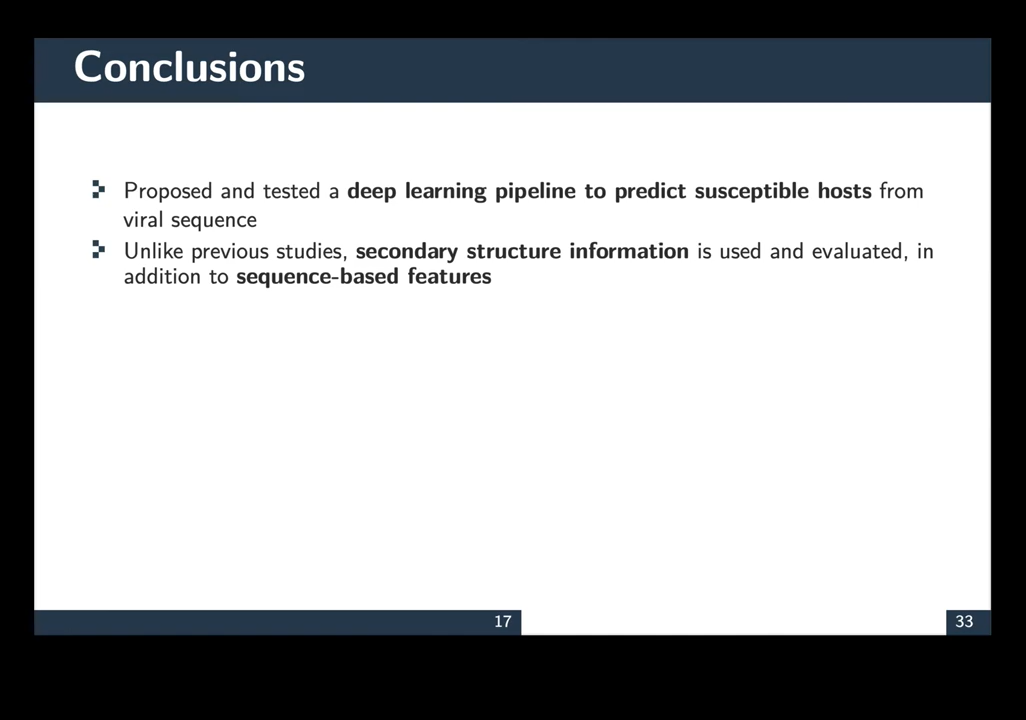 Conclusions
Proposed and tested a deep learning pipeline to predict susceptible hosts from
viral sequence
Unlike previous studies, secondary structure information is used and evaluated, in
addition to sequence-based features
17
33